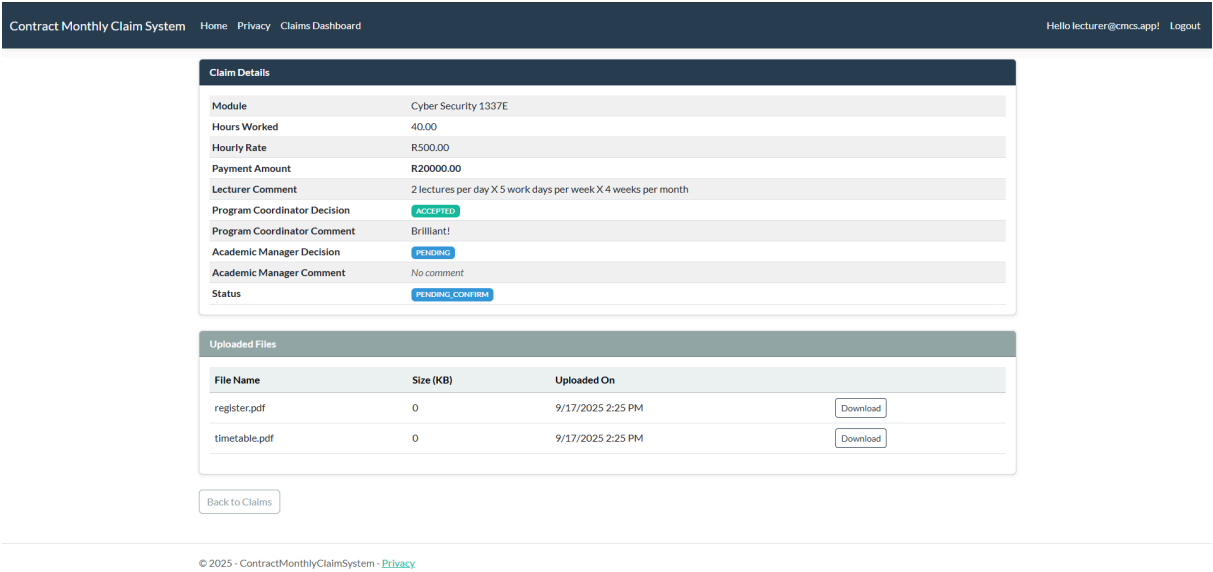 Contract Monthly Claim System Home Privacy Claims Dashboard Hello lecturer@cmcs.app! Logout
Claim Details
Module Cyber Security 1337E
Hours Worked 40.00
Hourly Rate R500.00
Payment Amount R20000.00
Lecturer Comment 2 lectures per day X 5 work days per week X 4 weeks per month
Program Coordinator Decision ACCEPTED
Program Coordinator Comment Brilliant!
Academic Manager Decision PENDING
Academic Manager Comment No comment
Status PENDING_CONFIRM
Uploaded Files
File Name Size (KB) Uploaded On
register.pdf 0 9/17/2025 2:25 PM Download
timetable.pdf 0 9/17/2025 2:25 PM Download
Back to Claims
© 2025 - ContractMonthlyClaimSystem - Privacy